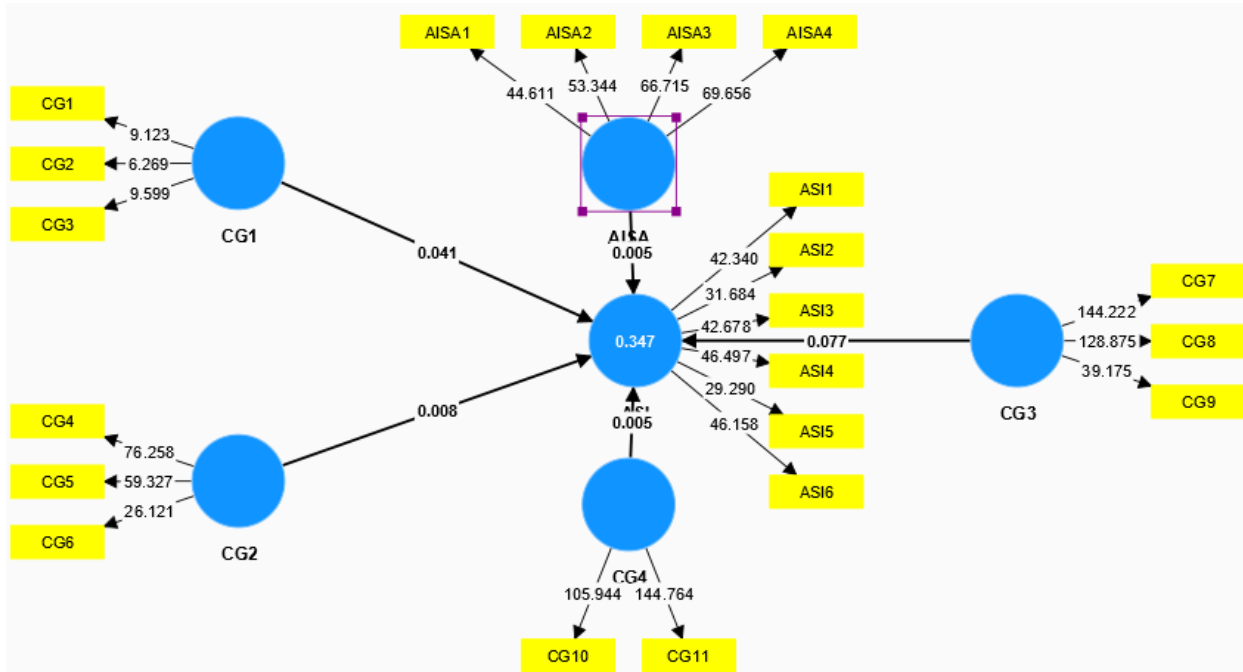 AISA1
AISA2
AISA3
AISA4
44.611
53.344
66.715
69.656
CG1
CG2
CG3
9.123
6.269
9.599
CG1
AISA
0.005
0.041
ASI1
ASI2
ASI3
ASI4
ASI5
ASI6
42.340
31.684
42.678
46.497
29.290
46.158
0.347
ASI
0.077
CG7
CG8
CG9
144.222
128.875
39.175
CG3
0.008
0.005
CG4
CG5
CG6
76.258
59.327
26.121
CG2
CG4
105.944
144.764
CG10
CG11